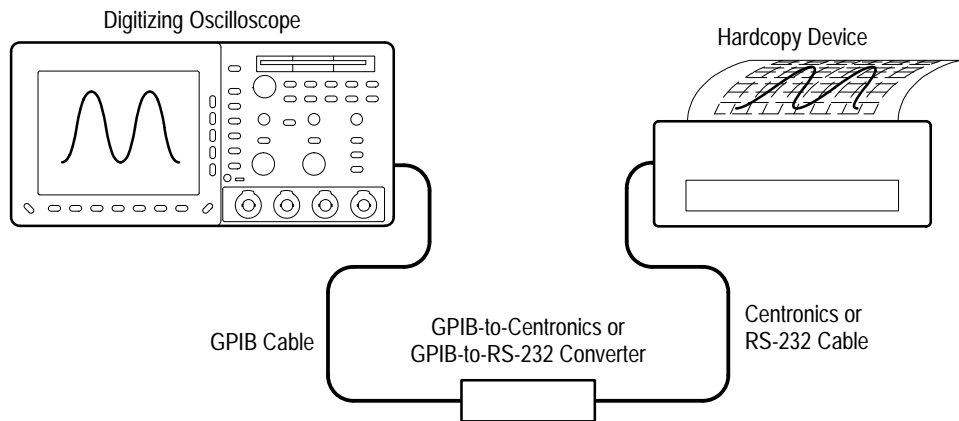 Digitizing Oscilloscope
Hardcopy Device
GPIB Cable
GPIB-to-Centronics or
GPIB-to-RS-232 Converter
Centronics or
RS-232 Cable